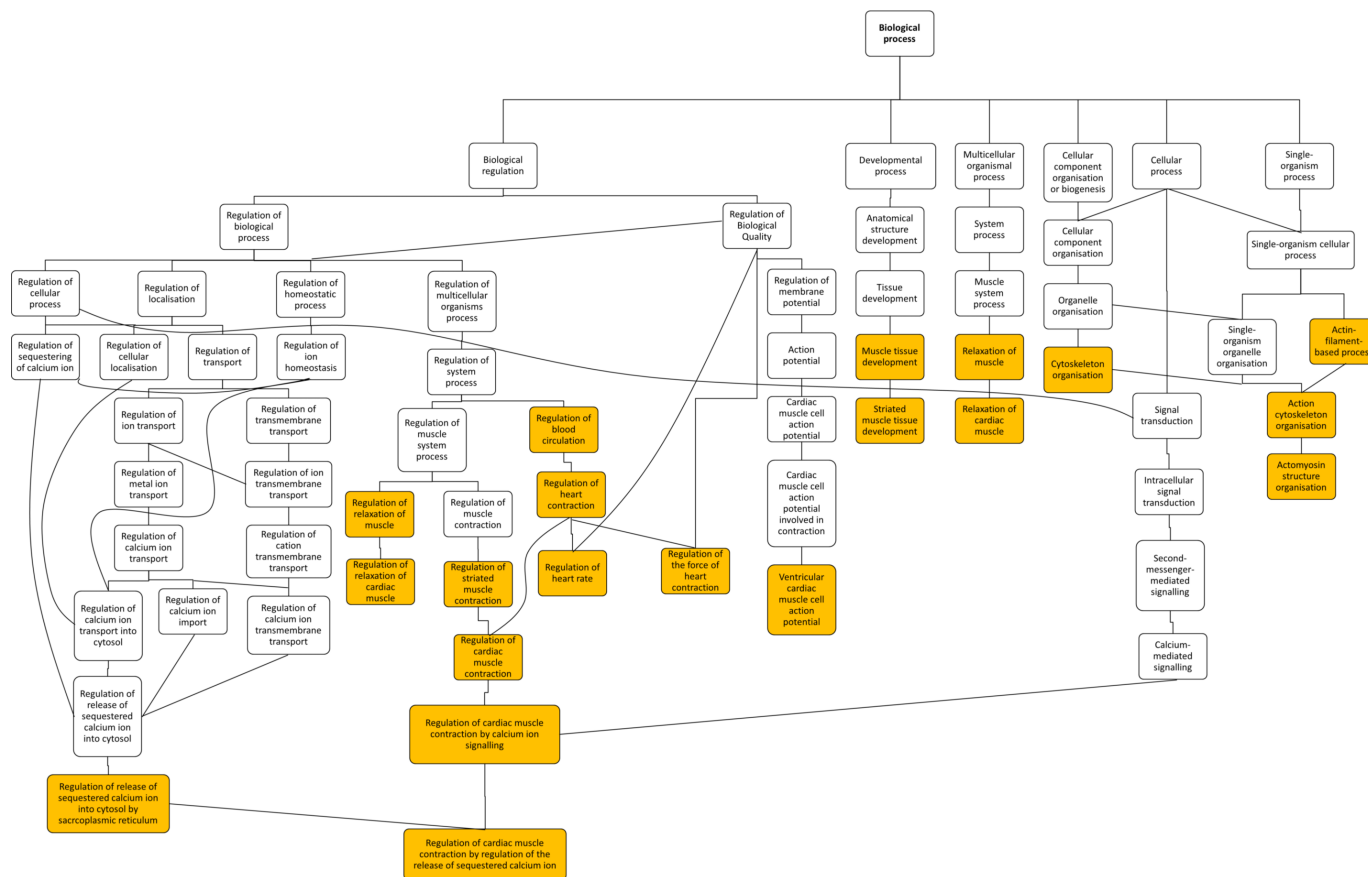 Biological
process
Biological
regulation
Developmental
process
Multicellular
organismal
process
Cellular
component
organisation
or biogenesis
Cellular
process
Single-
organism
process
Regulation of
biological
process
Regulation of
Biological
Quality
Anatomical
structure
development
System
process
Cellular
component
organisation
Single-organism cellular
process
Regulation of
cellular
process
Regulation of
localisation
Regulation of
homeostatic
process
Regulation of
multicellular
organisms
process
Regulation of
membrane
potential
Tissue
development
Muscle
system
process
Organelle
organisation
Regulation of
sequestering
of calcium ion
Regulation of
cellular
localisation
Regulation of
transport
Regulation of
ion
homeostasis
Regulation of
system
process
Action
potential
Muscle tissue
development
Relaxation of
muscle
Cytoskeleton
organisation
Single-
organism
organelle
organisation
Actin-
filament-
based process
Regulation of
ion transport
Regulation of
transmembrane
transport
Regulation of
muscle
system
process
Regulation
of blood
circulation
Cardiac
muscle cell
action
potential
Striated
muscle tissue
development
Relaxation of
cardiac
muscle
Signal
transduction
Action
cytoskeleton
organisation
Regulation of
metal ion
transport
Regulation of ion
transmembrane
transport
Regulation of
relaxation of
muscle
Regulation of
muscle
contraction
Regulation of
heart
contraction
Cardiac
muscle cell
action
potential
involved in
contraction
Intracellular
signal
transduction
Actomyosin
structure
organisation
Regulation of
calcium ion
transport
Regulation of
cation
transmembrane
transport
Regulation of
relaxation of
cardiac
muscle
Regulation of
striated
muscle
contraction
Regulation of
heart rate
Regulation of
the force of
heart
contraction
Ventricular
cardiac
muscle cell
action
potential
Second-
messenger-
mediated
signalling
Regulation of
calcium ion
transport into
cytosol
Regulation of
calcium ion
import
Regulation of
calcium ion
transmembrane
transport
Regulation of
cardiac
muscle
contraction
Calcium-
mediated
signalling
Regulation of
release of
sequestered
calcium ion
into cytosol
Regulation of cardiac muscle
contraction by calcium ion
signalling
Regulation of release of
sequestered calcium ion
into cytosol by
sacrcoplasmic reticulum
Regulation of cardiac muscle
contraction by regulation of the
release of sequestered calcium ion